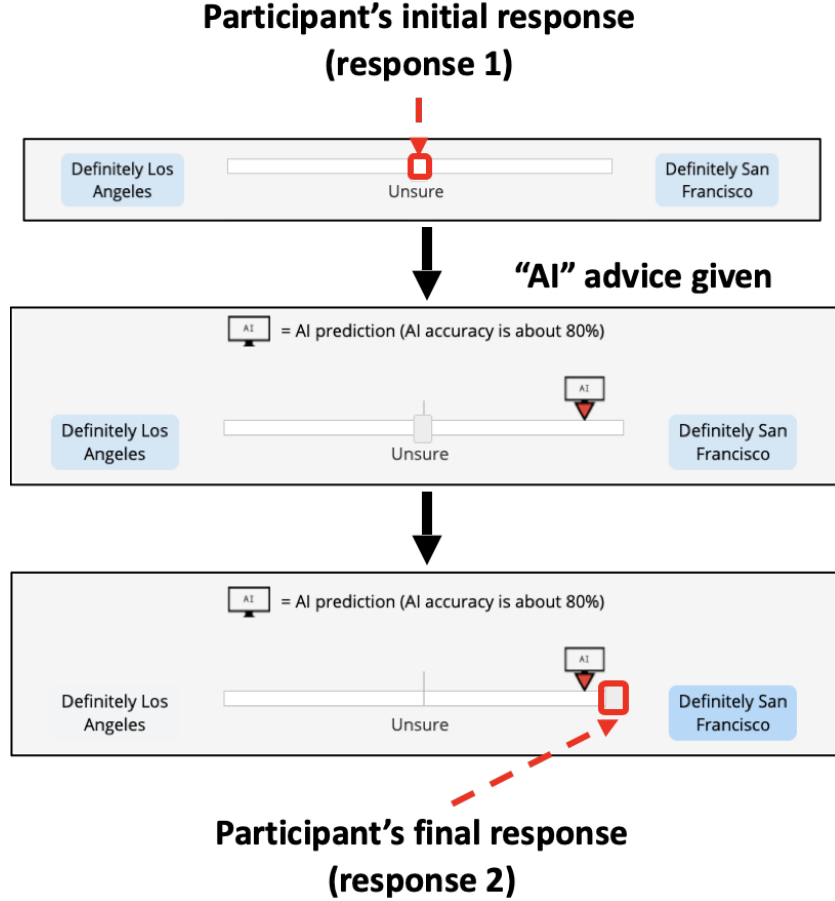 Participant’s initial response
(response 1)
Definitely Los
Angeles
Unsure
Definitely San
Francisco
“AI” advice given
AI
= AI prediction (AI accuracy is about 80%)
AI
Definitely Los
Angeles
Unsure
Definitely San
Francisco
AI
= AI prediction (AI accuracy is about 80%)
AI
Definitely Los
Angeles
Unsure
Definitely San
Francisco
Participant’s final response
(response 2)